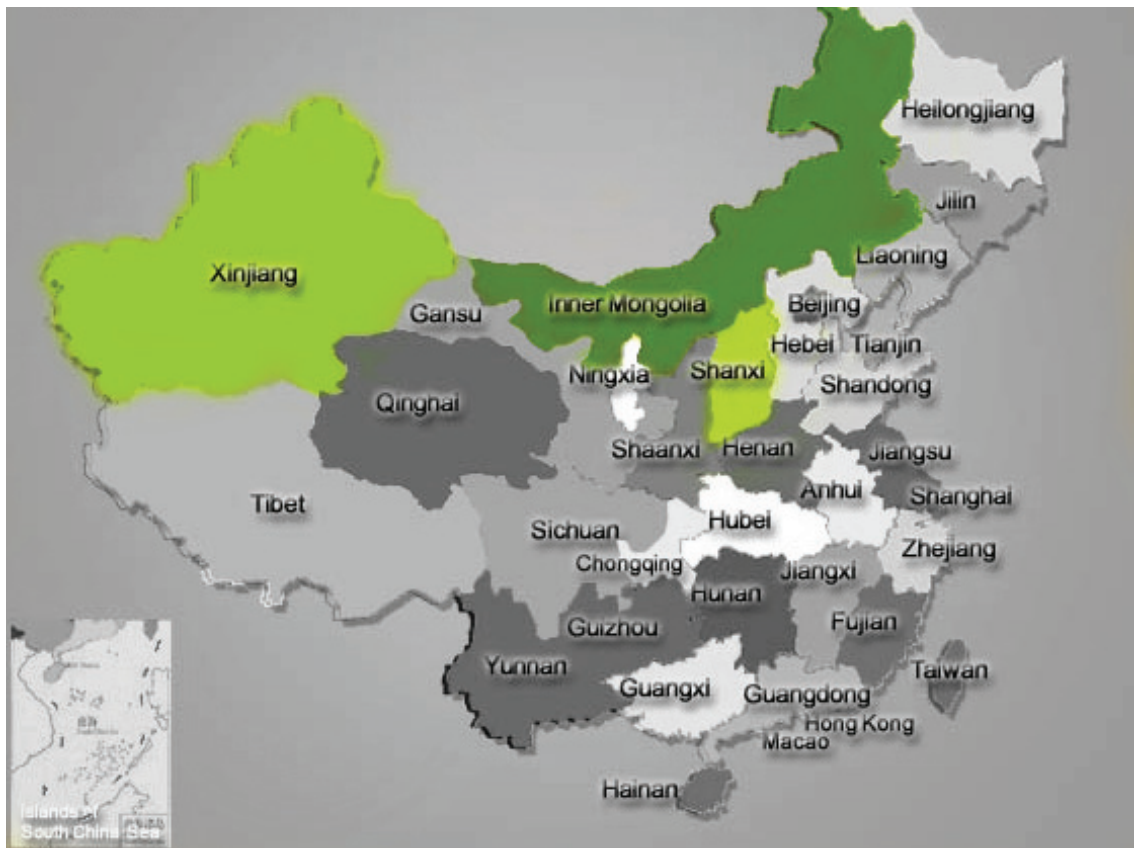 Heilongjiang
Jilin
Liaoning
Xinjiang
Inner Mongolia
Beijing
Gansu
Hebei
Tianjin
Ningxia
Shanxi
Shandong
Qinghai
Shaanxi
Henan
Jiangsu
Anhui
Shanghai
Tibet
Sichuan
Hubei
Zhejiang
Chongqing
Jiangxi
Hunan
Guizhou
Fujian
Yunnan
Taiwan
Guangxi
Guangdong
Hong Kong
Macao
Hainan
Islands of
South China Sea